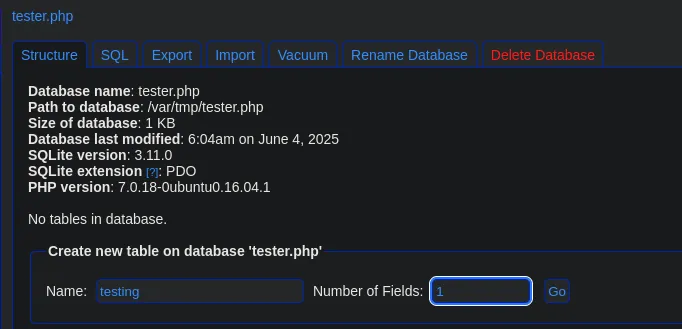 tester.php
Structure SQL Export Import Vacuum Rename Database Delete Database
Database name: tester.php
Path to database: /var/tmp/tester.php
Size of database: 1 KB
Database last modified: 6:04am on June 4, 2025
SQLite version: 3.11.0
SQLite extension [?]: PDO
PHP version: 7.0.18-0ubuntu0.16.04.1
No tables in database.
Create new table on database 'tester.php'
Name: testing Number of Fields: 1 Go